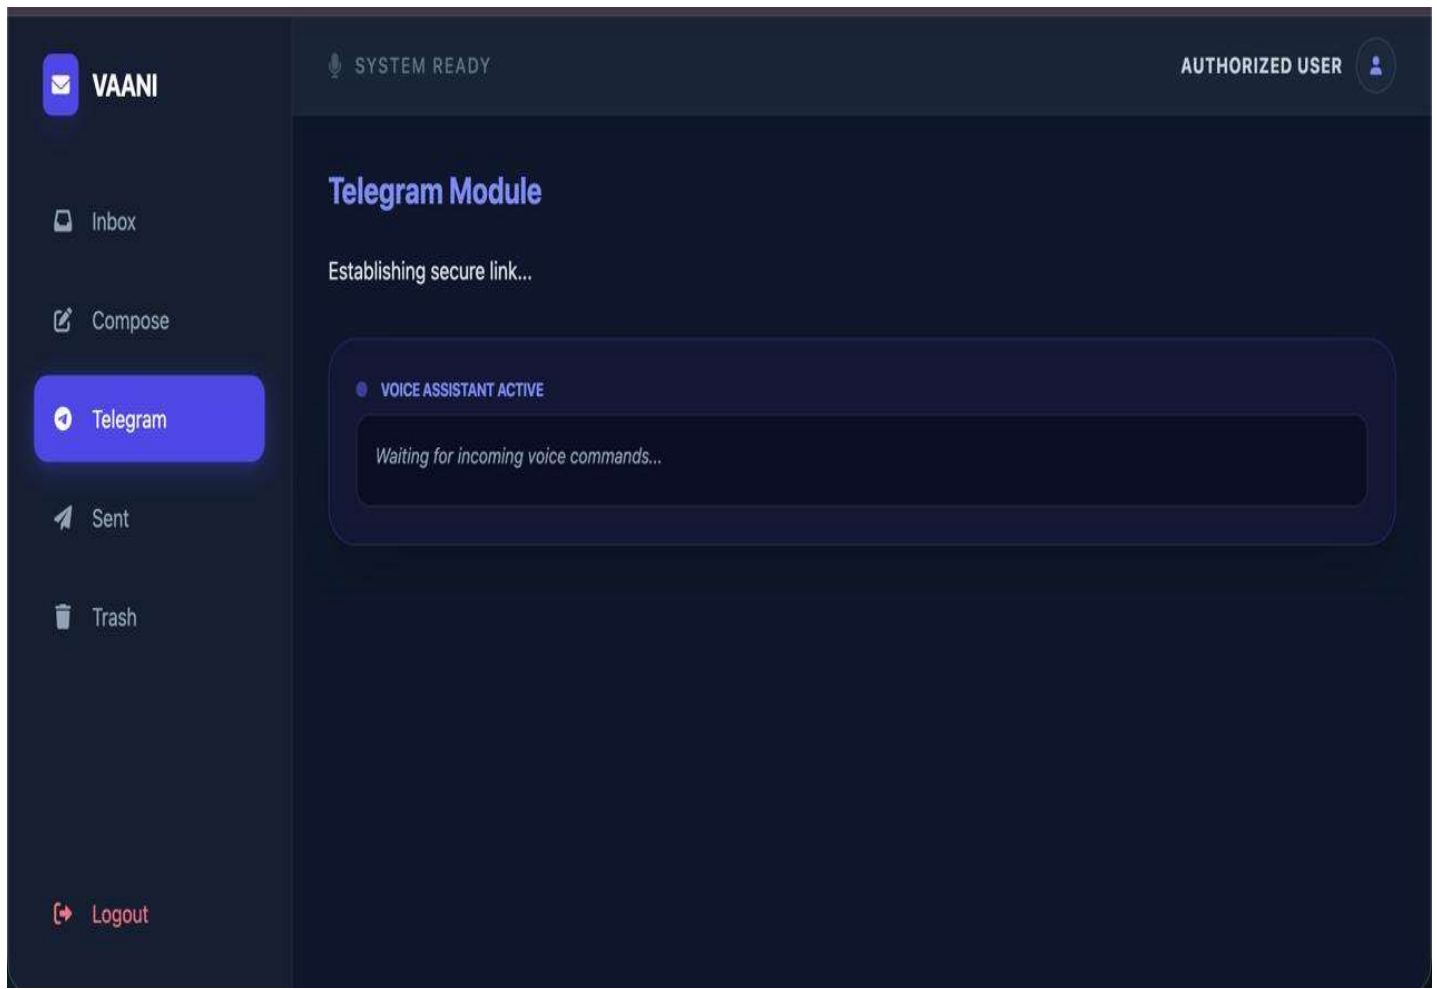 VAANI
SYSTEM READY
AUTHORIZED USER
Inbox
Compose
Telegram
Sent
Trash
Logout
Telegram Module
Establishing secure link...
VOICE ASSISTANT ACTIVE
Waiting for incoming voice commands...